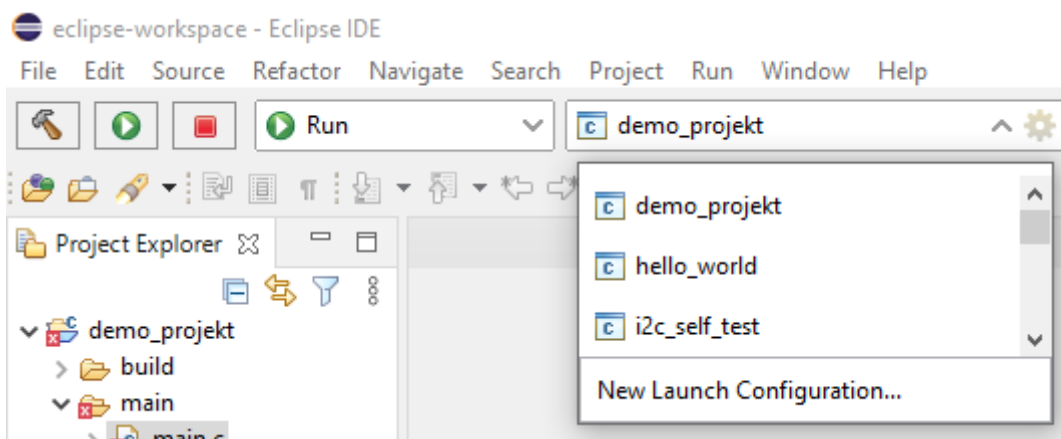 eclipse-workspace - Eclipse IDE
File Edit Source Refactor Navigate Search Project Run Window Help
Run
demo_projekt
demo_projekt
hello_world
i2c_self_test
New Launch Configuration...
Project Explorer
demo_projekt
build
main
main.c